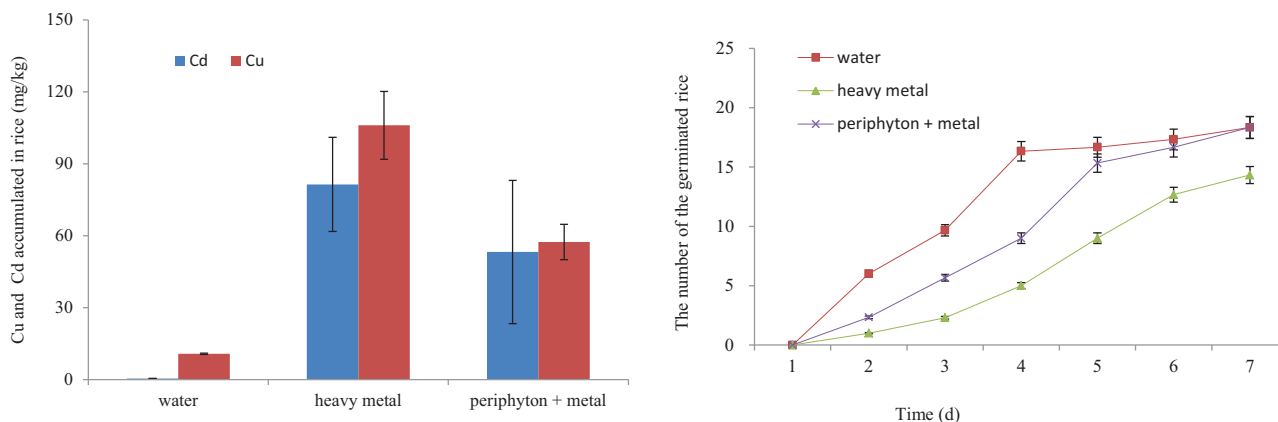 Cu and Cd accumulated in rice (mg/kg)
150
120
90
60
30
0
Cd Cu
water heavy metal periphyton + metal
The number of the germinated rice
25
20
15
10
5
0
water
heavy metal
periphyton + metal
1 2 3 4 5 6 7
Time (d)